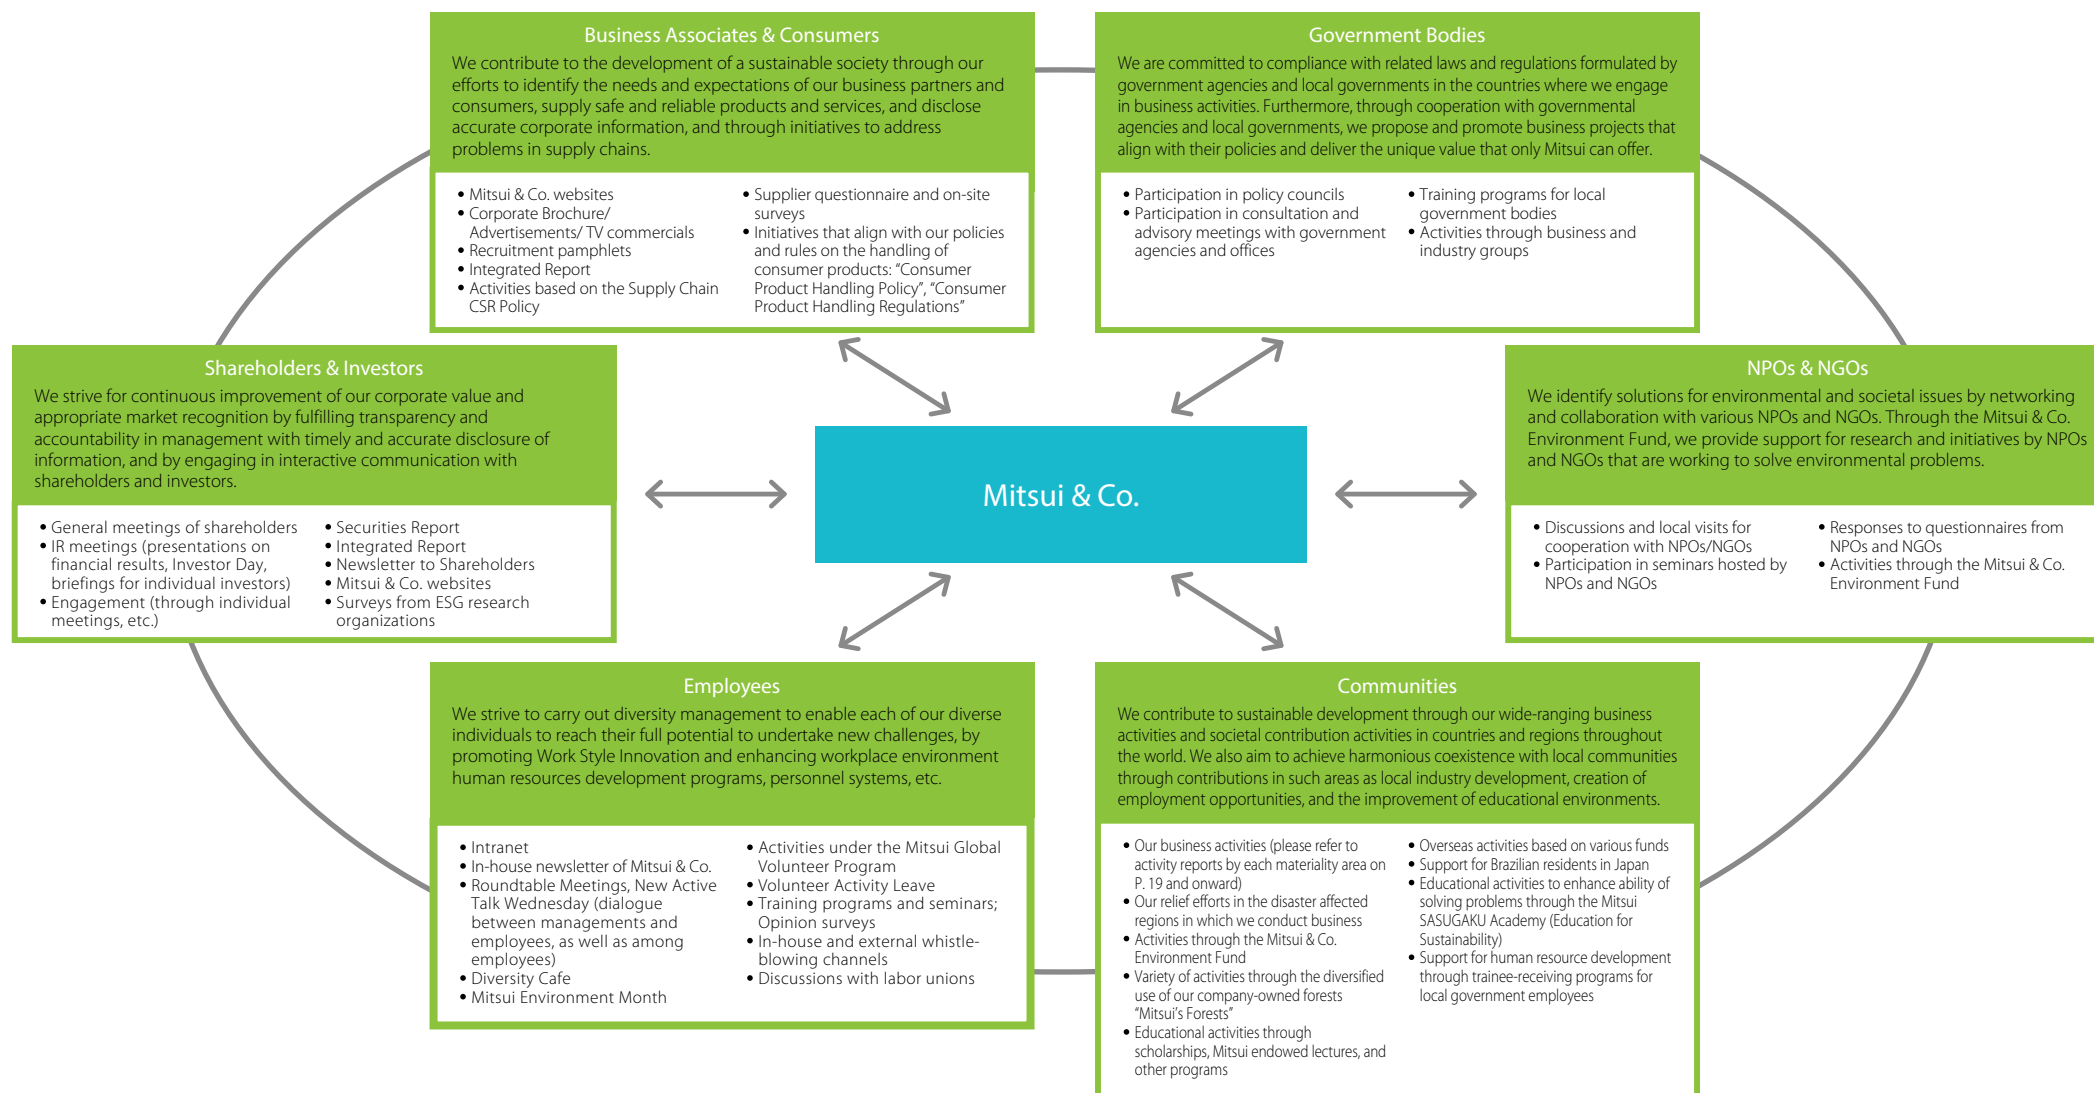 Business Associates & Consumers
We contribute to the development of a sustainable society through our
efforts to identify the needs and expectations of our business partners and
consumers, supply safe and reliable products and services, and disclose
accurate corporate information, and through initiatives to address
problems in supply chains.
• Mitsui & Co. websites
• Corporate Brochure/
Advertisements/ TV commercials
• Recruitment pamphlets
• Integrated Report
• Activities based on the Supply Chain
CSR Policy
• Supplier questionnaire and on-site
surveys
• Initiatives that align with our policies
and rules on the handling of
consumer products: “Consumer
Product Handling Policy”, “Consumer
Product Handling Regulations”
Government Bodies
We are committed to compliance with related laws and regulations formulated by
government agencies and local governments in the countries where we engage
in business activities. Furthermore, through cooperation with governmental
agencies and local governments, we propose and promote business projects that
align with their policies and deliver the unique value that only Mitsui can offer.
• Participation in policy councils
• Participation in consultation and
advisory meetings with government
agencies and offices
• Training programs for local
government bodies
• Activities through business and
industry groups
Shareholders & Investors
We strive for continuous improvement of our corporate value and
appropriate market recognition by fulfilling transparency and
accountability in management with timely and accurate disclosure of
information, and by engaging in interactive communication with
shareholders and investors.
• General meetings of shareholders
• IR meetings (presentations on
financial results, Investor Day,
briefings for individual investors)
• Engagement (through individual
meetings, etc.)
• Securities Report
• Integrated Report
• Newsletter to Shareholders
• Mitsui & Co. websites
• Surveys from ESG research
organizations
Mitsui & Co.
NPOs & NGOs
We identify solutions for environmental and societal issues by networking
and collaboration with various NPOs and NGOs. Through the Mitsui & Co.
Environment Fund, we provide support for research and initiatives by NPOs
and NGOs that are working to solve environmental problems.
• Discussions and local visits for
cooperation with NPOs/NGOs
• Participation in seminars hosted by
NPOs and NGOs
• Responses to questionnaires from
NPOs and NGOs
• Activities through the Mitsui & Co.
Environment Fund
Employees
We strive to carry out diversity management to enable each of our diverse
individuals to reach their full potential to undertake new challenges, by
promoting Work Style Innovation and enhancing workplace environment
human resources development programs, personnel systems, etc.
• Intranet
• In-house newsletter of Mitsui & Co.
• Roundtable Meetings, New Active
Talk Wednesday (dialogue
between managements and
employees, as well as among
employees)
• Diversity Cafe
• Mitsui Environment Month
• Activities under the Mitsui Global
Volunteer Program
• Volunteer Activity Leave
• Training programs and seminars;
Opinion surveys
• In-house and external whistle-
blowing channels
• Discussions with labor unions
Communities
We contribute to sustainable development through our wide-ranging business
activities and societal contribution activities in countries and regions throughout
the world. We also aim to achieve harmonious coexistence with local communities
through contributions in such areas as local industry development, creation of
employment opportunities, and the improvement of educational environments.
• Our business activities (please refer to
activity reports by each materiality area on
P. 19 and onward)
• Our relief efforts in the disaster affected
regions in which we conduct business
• Activities through the Mitsui & Co.
Environment Fund
• Variety of activities through the diversified
use of our company-owned forests
“Mitsui’s Forests”
• Educational activities through
scholarships, Mitsui endowed lectures, and
other programs
• Overseas activities based on various funds
• Support for Brazilian residents in Japan
• Educational activities to enhance ability of
solving problems through the Mitsui
SASUGAKU Academy (Education for
Sustainability)
• Support for human resource development
through trainee-receiving programs for
local government employees